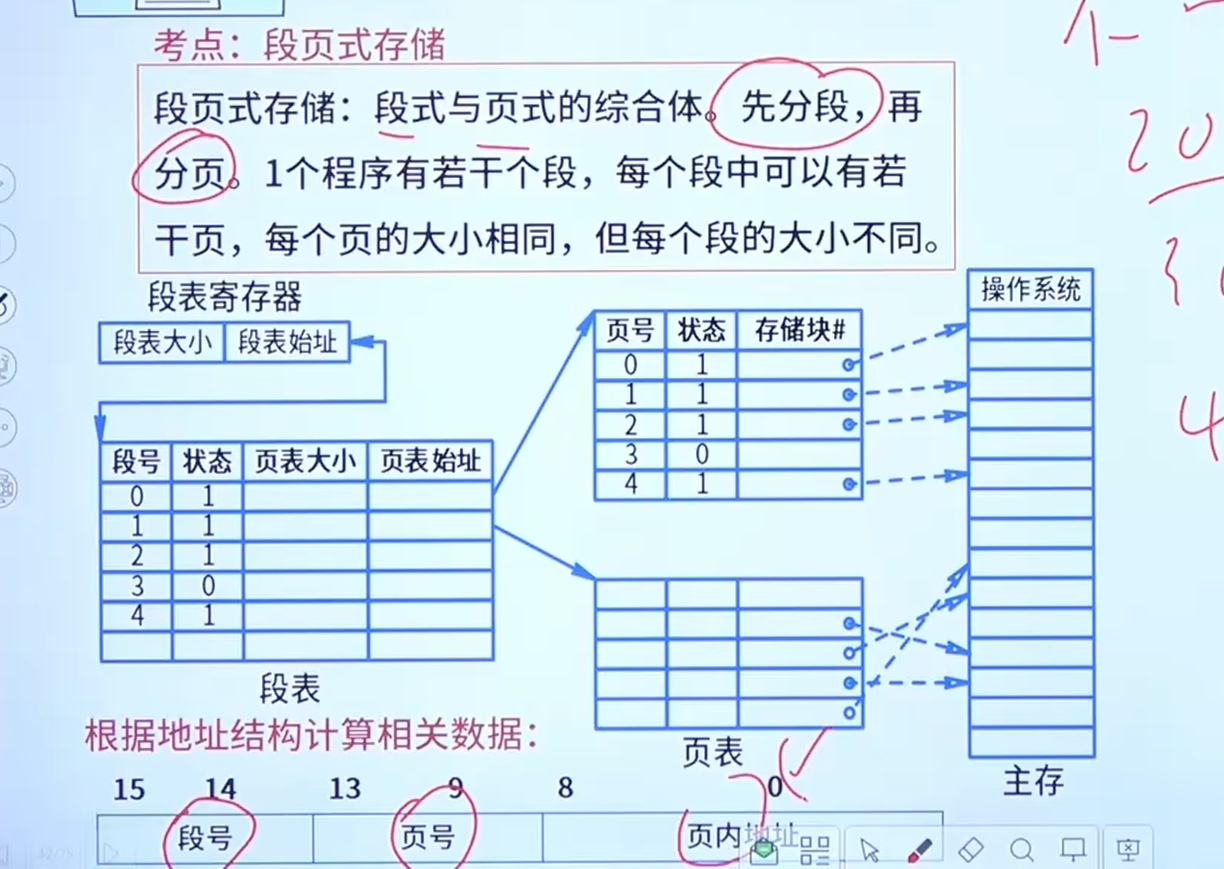 考点：段页式存储
段页式存储：段式与页式的综合体。先分段，再
分页。1个程序有若干个段，每个段中可以有若
干页，每个页的大小相同，但每个段的大小不同。
段表寄存器
段表大小 段表始址
操作系统
页号 状态 存储块#
0 1
1 1
2 1
3 0
4 1
段号 状态 页表大小 页表始址
0 1
1 1
2 1
3 0
4 1
段表
页表
主存
根据地址结构计算相关数据：
15 14 13 9 8 0
段号 页号 页内地址
1-
20
3
4